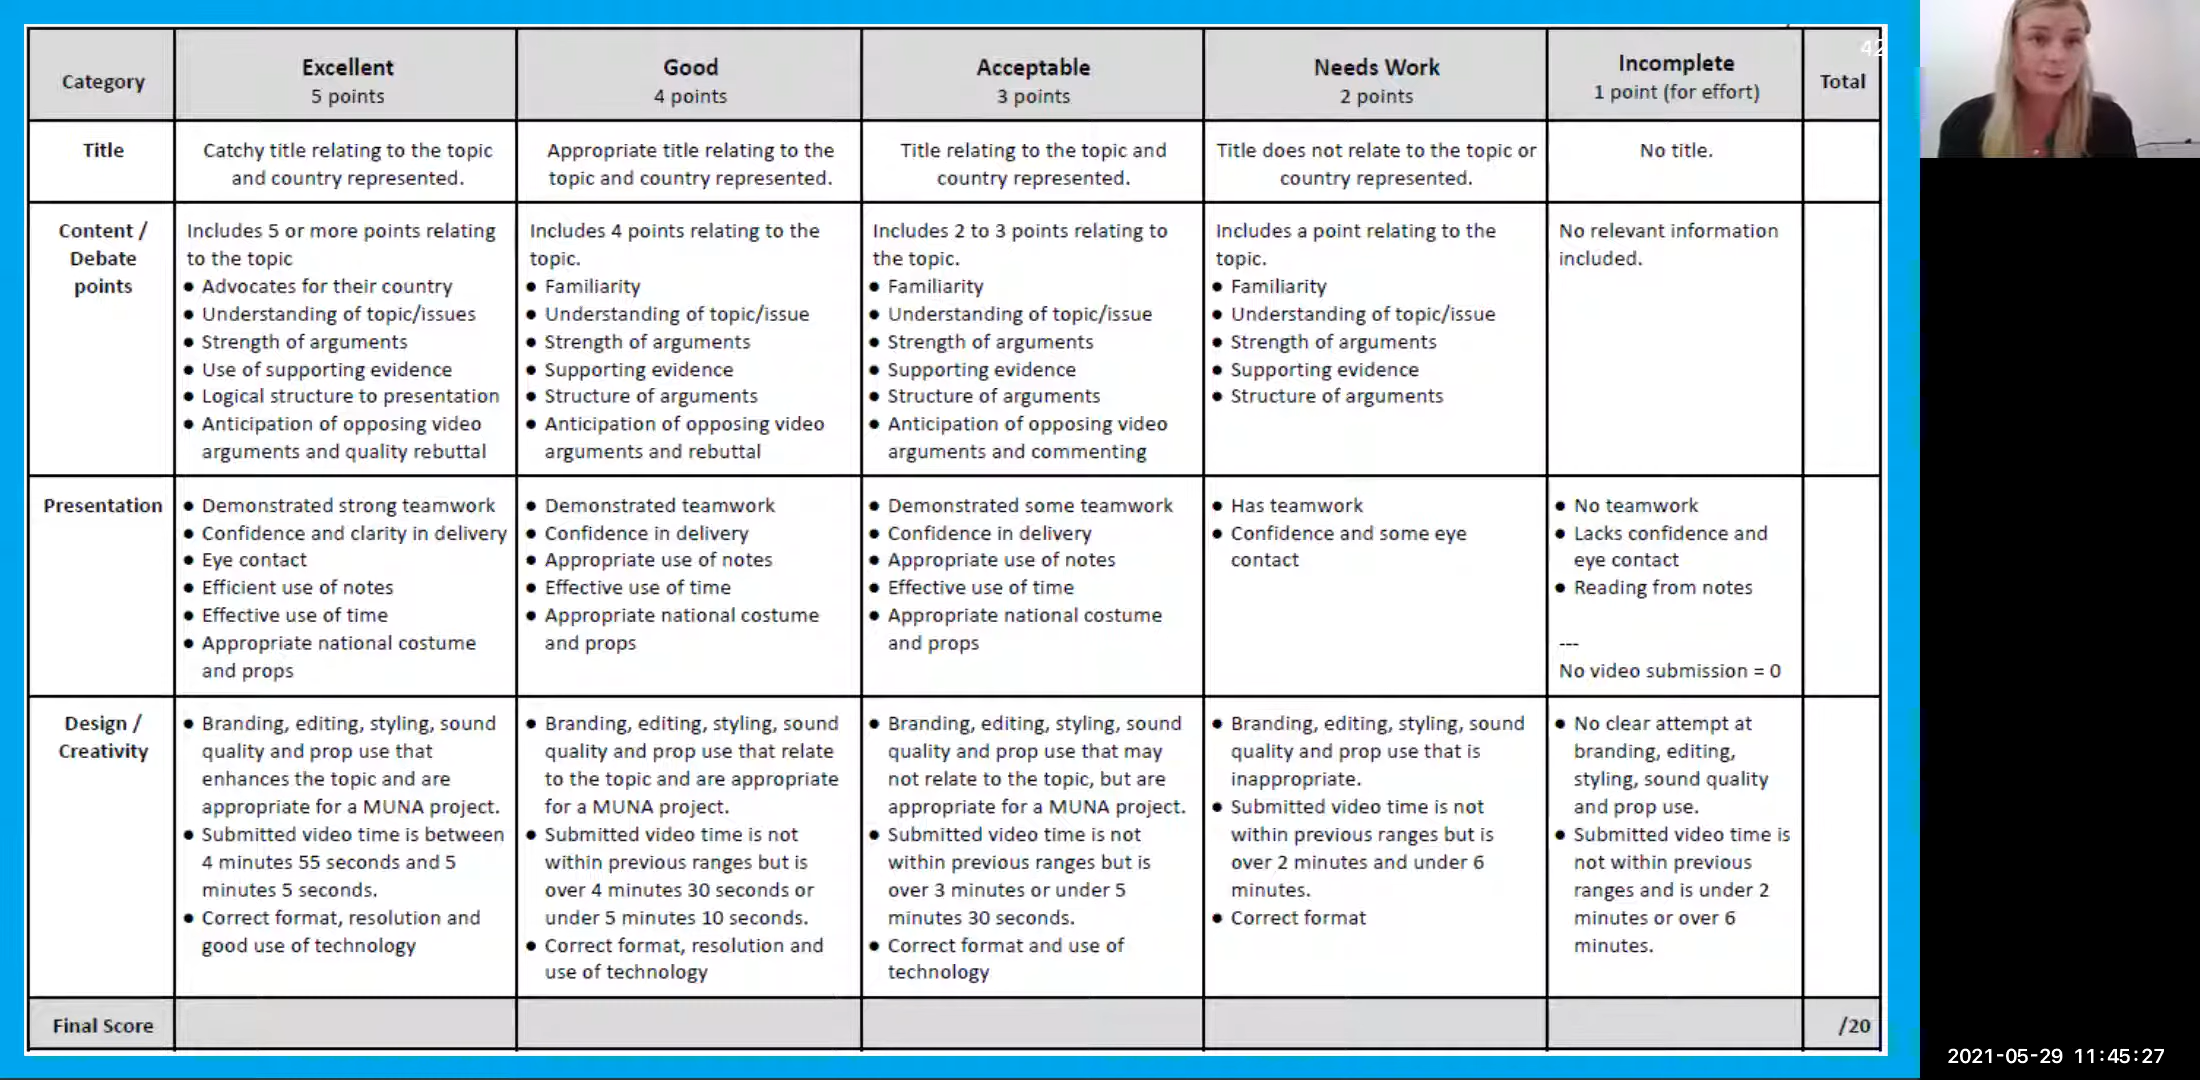 Category
Excellent
5 points
Good
4 points
Acceptable
3 points
Needs Work
2 points
Incomplete
1 point (for effort)
Total
42
Title
Catchy title relating to the topic
and country represented.
Appropriate title relating to the
topic and country represented.
Title relating to the topic and
country represented.
Title does not relate to the topic or
country represented.
No title.
Content /
Debate
points
Includes 5 or more points relating
to the topic
● Advocates for their country
● Understanding of topic/issues
● Strength of arguments
● Use of supporting evidence
● Logical structure to presentation
● Anticipation of opposing video
arguments and quality rebuttal
Includes 4 points relating to the
topic.
● Familiarity
● Understanding of topic/issue
● Strength of arguments
● Supporting evidence
● Structure of arguments
● Anticipation of opposing video
arguments and rebuttal
Includes 2 to 3 points relating to
the topic.
● Familiarity
● Understanding of topic/issue
● Strength of arguments
● Supporting evidence
● Structure of arguments
● Anticipation of opposing video
arguments and commenting
Includes a point relating to the
topic.
● Familiarity
● Understanding of topic/issue
● Strength of arguments
● Supporting evidence
● Structure of arguments
No relevant information
included.
Presentation
● Demonstrated strong teamwork
● Confidence and clarity in delivery
● Eye contact
● Efficient use of notes
● Effective use of time
● Appropriate national costume
and props
● Demonstrated teamwork
● Confidence in delivery
● Appropriate use of notes
● Effective use of time
● Appropriate national costume
and props
● Demonstrated some teamwork
● Confidence in delivery
● Appropriate use of notes
● Effective use of time
● Appropriate national costume
and props
● Has teamwork
● Confidence and some eye
contact
● No teamwork
● Lacks confidence and
eye contact
● Reading from notes
---
No video submission = 0
Design /
Creativity
● Branding, editing, styling, sound
quality and prop use that
enhances the topic and are
appropriate for a MUNA project.
● Submitted video time is between
4 minutes 55 seconds and 5
minutes 5 seconds.
● Correct format, resolution and
good use of technology
● Branding, editing, styling, sound
quality and prop use that relate
to the topic and are appropriate
for a MUNA project.
● Submitted video time is not
within previous ranges but is
over 4 minutes 30 seconds or
under 5 minutes 10 seconds.
● Correct format, resolution and
use of technology
● Branding, editing, styling, sound
quality and prop use that may
not relate to the topic, but are
appropriate for a MUNA project.
● Submitted video time is not
within previous ranges but is
over 3 minutes or under 5
minutes 30 seconds.
● Correct format and use of
technology
● Branding, editing, styling, sound
quality and prop use that is
inappropriate.
● Submitted video time is not
within previous ranges but is
over 2 minutes and under 6
minutes.
● Correct format
● No clear attempt at
branding, editing,
styling, sound quality
and prop use.
● Submitted video time is
not within previous
ranges and is under 2
minutes or over 6
minutes.
Final Score
/20
2021-05-29 11:45:27